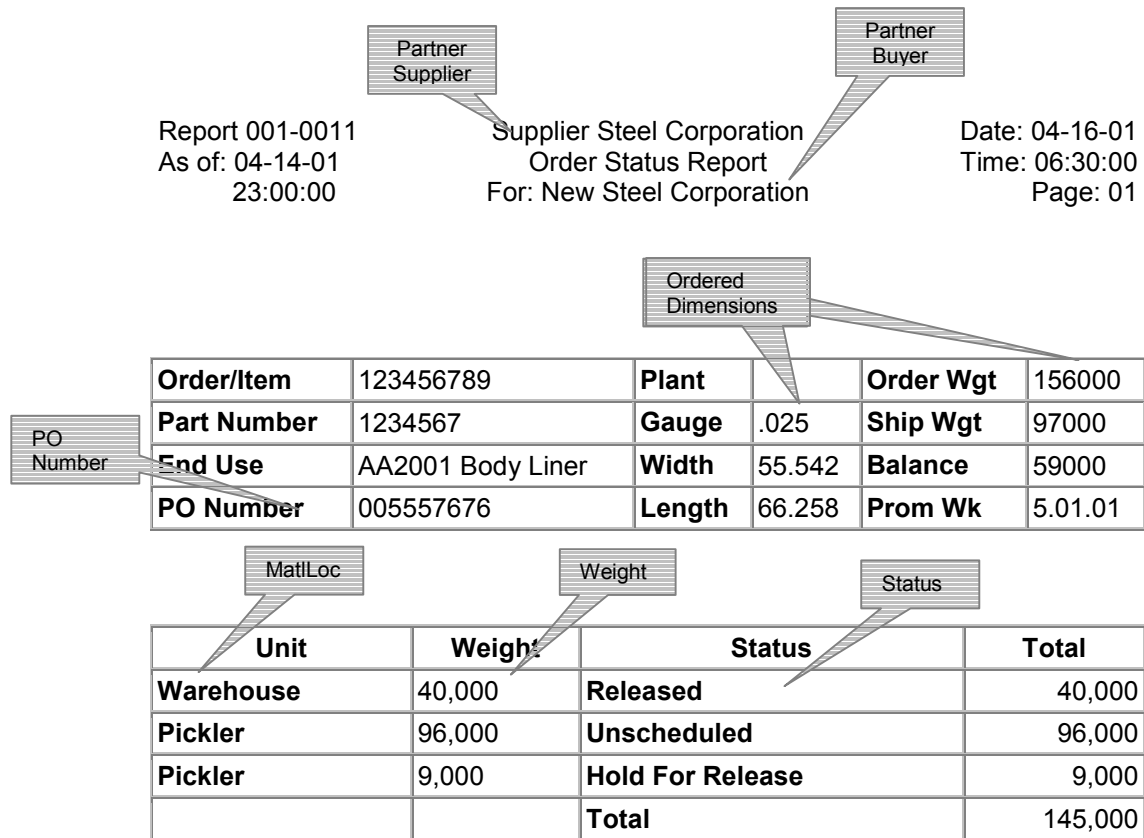 Partner
Supplier
Partner
Buyer
Report 001-0011 Supplier Steel Corporation Date: 04-16-01
As of: 04-14-01 Order Status Report Time: 06:30:00
23:00:00 For: New Steel Corporation Page: 01
Ordered
Dimensions
Order/Item 123456789 Plant Order Wgt 156000
Part Number 1234567 Gauge .025 Ship Wgt 97000
PO
Number
End Use AA2001 Body Liner Width 55.542 Balance 59000
PO Number 005557676 Length 66.258 Prom Wk 5.01.01
MatlLoc Weight Status
Unit Weight Status Total
Warehouse 40,000 Released 40,000
Pickler 96,000 Unscheduled 96,000
Pickler 9,000 Hold For Release 9,000
Total 145,000